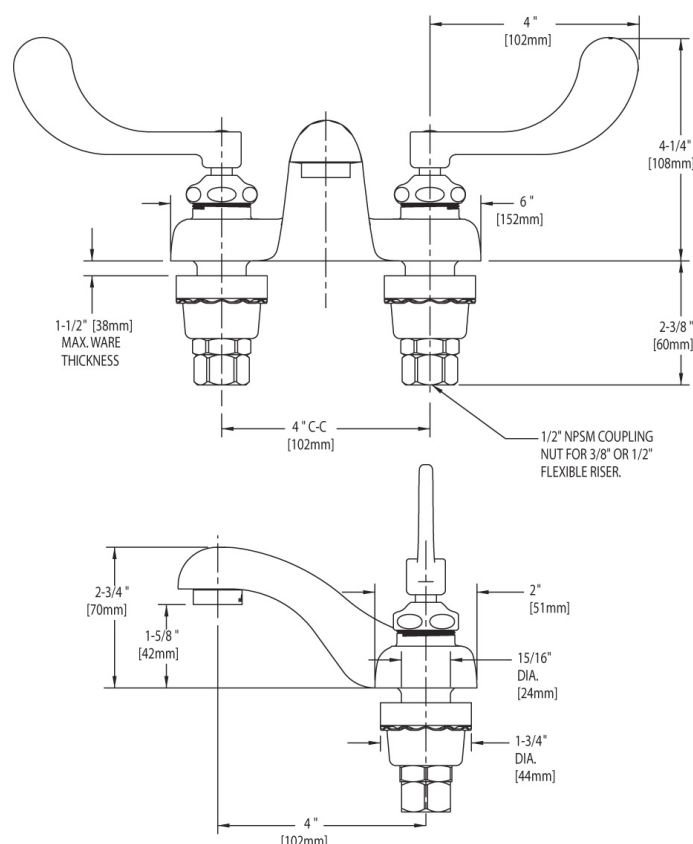 4 "
[102mm]
4-1/4"
[108mm]
6 "
[152mm]
1-1/2" [38mm]
MAX. WARE
THICKNESS
2-3/8 "
[60mm]
4 " C-C
[102mm]
1/2" NPSM COUPLING
NUT FOR 3/8" OR 1/2"
FLEXIBLE RISER.
2-3/4 "
[70mm]
1-5/8 "
[42mm]
2"
[51mm]
15/16"
DIA.
[24mm]
1-3/4"
DIA.
[44mm]
4 "
[102mm]